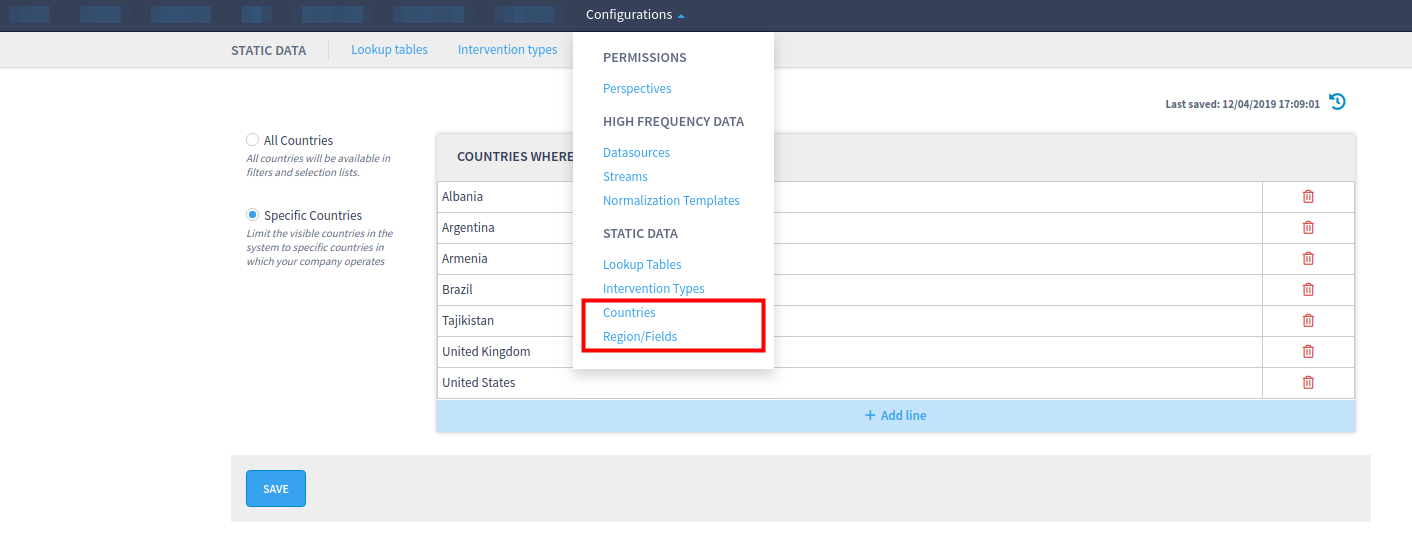 Configurations
STATIC DATA
Lookup tables
Intervention types
PERMISSIONS
Perspectives
HIGH FREQUENCY DATA
Datasources
Streams
Normalization Templates
STATIC DATA
Lookup Tables
Intervention Types
Countries
Region/Fields
Last saved: 12/04/2019 17:09:01
All Countries
All countries will be available in
filters and selection lists.
Specific Countries
Limit the visible countries in the
system to specific countries in
which your company operates
COUNTRIES WHERE
Albania
Argentina
Armenia
Brazil
Tajikistan
United Kingdom
United States
+ Add line
SAVE